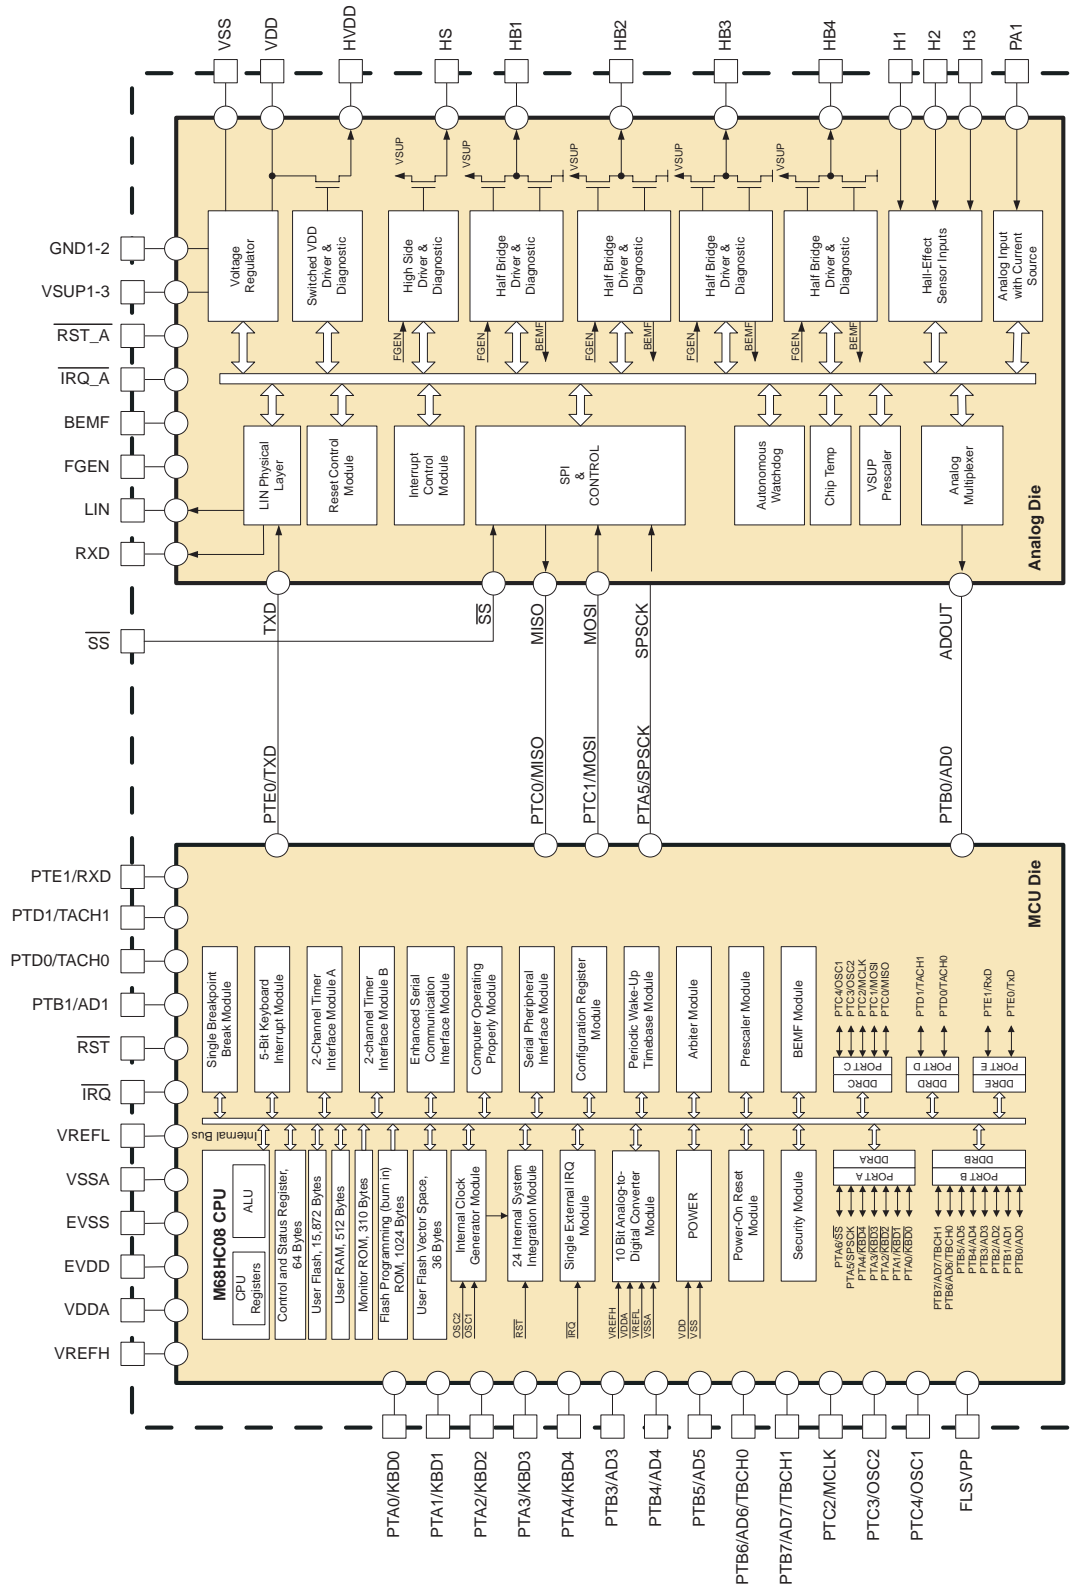 VSS
VDD
HVDD
HS
HB1
HB2
HB3
HB4
H1
H2
H3
PA1
GND1-2
VSUP1-3
RST_A
IRQ_A
BEMF
FGEN
LIN
RXD
SS
PTE1/RXD
PTD1/TACH1
PTD0/TACH0
PTB1/AD1
RST
IRQ
VREFL
VSSA
EVSS
EVDD
VDDA
VREFH
Voltage
Regulator
Switched VDD
Driver &
Diagnostic
High Side
Driver &
Diagnostic
Half Bridge
Driver &
Diagnostic
Half Bridge
Driver &
Diagnostic
Half Bridge
Driver &
Diagnostic
Half Bridge
Driver &
Diagnostic
Hall-Effect
Sensor Inputs
Analog Input
with Current
Source
VSUP
VSUP
VSUP
VSUP
VSUP
FGEN
FGEN
BEMF
FGEN
BEMF
FGEN
BEMF
FGEN
BEMF
LIN Physical
Layer
Reset Control
Module
Interrupt
Control
Module
SPI
&
CONTROL
Autonomous
Watchdog
Chip Temp
VSUP
Prescaler
Analog
Multiplexer
Analog Die
TXD
SS
MISO
MOSI
SPSCK
ADOUT
PTE0/TXD
PTC0/MISO
PTC1/MOSI
PTA5/SPSCK
PTB0/AD0
MCU Die
Single Breakpoint
Break Module
5-Bit Keyboard
Interrupt Module
2-Channel Timer
Interface Module A
2-channel Timer
Interface Module B
Enhanced Serial
Communication
Interface Module
Computer Operating
Properly Module
Serial Pheripheral
Interface Module
Configuration Register
Module
Periodic Wake-Up
Timebase Module
Arbiter Module
Prescaler Module
BEMF Module
PTC4/OSC1
PTC3/OSC2
PTC2/MCLK
PTC1/MOSI
PTC0/MISO
PORT C
DDRC
PTD1/TACH1
PTD0/TACH0
PORT D
DDRD
PTE1/RxD
PTE0/TxD
PORT E
DDRE
Internal Bus
M68HC08 CPU
CPU
Registers
ALU
Control and Status Register,
64 Bytes
User Flash, 15,872 Bytes
User RAM, 512 Bytes
Monitor ROM, 310 Bytes
Flash Programming (burn in)
ROM, 1024 Bytes
User Flash Vector Space,
36 Bytes
Internal Clock
Generator Module
OSC2
OSC1
24 Internal System
Integration Module
RST
Single External IRQ
Module
IRQ
10 Bit Analog-to-
Digital Converter
Module
VREFH
VDDA
VREFL
VSSA
POWER
VDD
VSS
Power-On Reset
Module
Security Module
DDRA
PORT A
PTA6/SS
PTA5/SPSCK
PTA4/KBD4
PTA3/KBD3
PTA2/KBD2
PTA1/KBD1
PTA0/KBD0
DDRB
PORT B
PTB7/AD7/TBCH1
PTB6/AD6/TBCH0
PTB5/AD5
PTB4/AD4
PTB3/AD3
PTB2/AD2
PTB1/AD1
PTB0/AD0
PTA0/KBD0
PTA1/KBD1
PTA2/KBD2
PTA3/KBD3
PTA4/KBD4
PTB3/AD3
PTB4/AD4
PTB5/AD5
PTB6/AD6/TBCH0
PTB7/AD7/TBCH1
PTC2/MCLK
PTC3/OSC2
PTC4/OSC1
FLSVPP